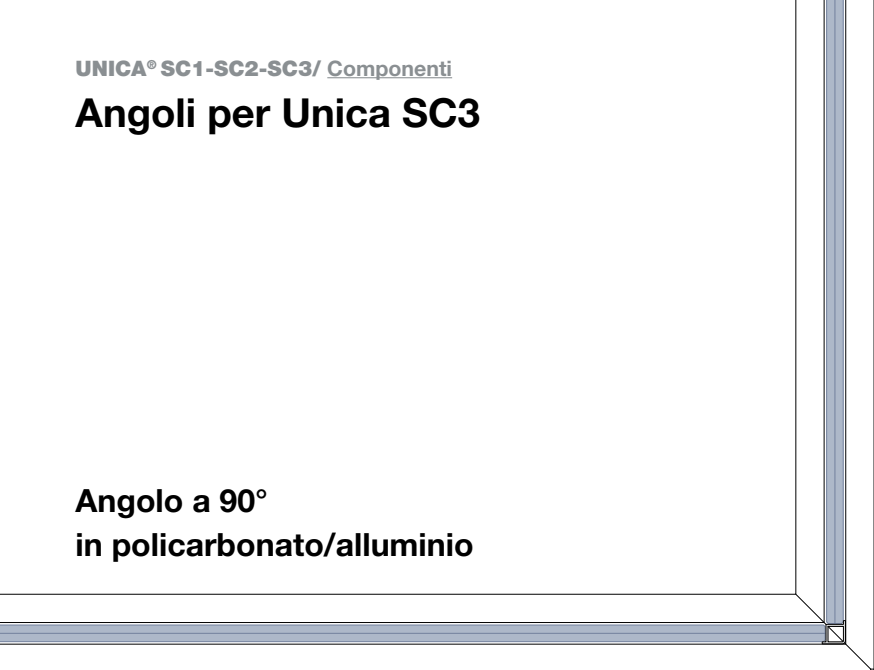 UNICA® SC1-SC2-SC3/ Componenti
Angoli per Unica SC3
Angolo a 90°
in policarbonato/alluminio